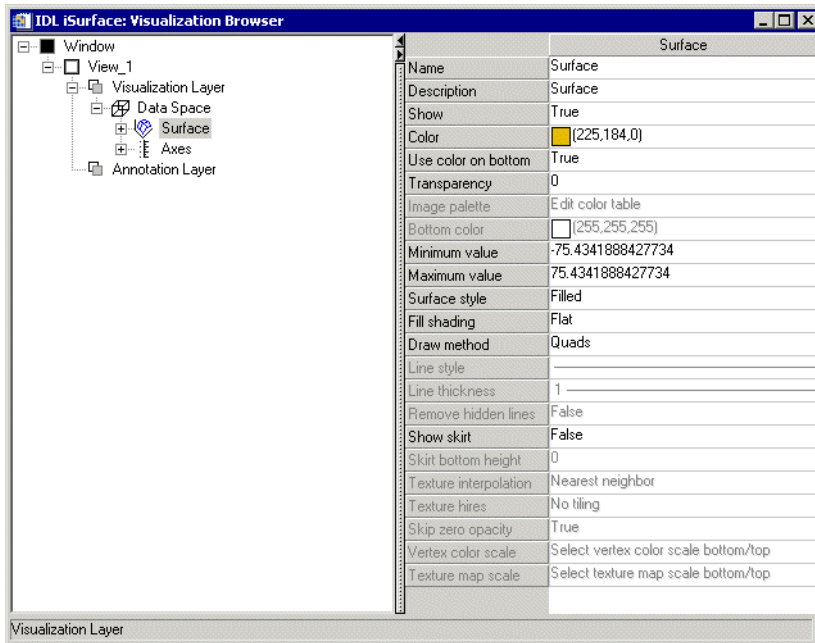 IDL iSurface: Visualization Browser
Window
View_1
Visualization Layer
Data Space
Surface
Axes
Annotation Layer
Surface
Name Surface
Description Surface
Show True
Color (225,184,0)
Use color on bottom True
Transparency 0
Image palette Edit color table
Bottom color (255,255,255)
Minimum value -75.4341888427734
Maximum value 75.4341888427734
Surface style Filled
Fill shading Flat
Draw method Quads
Line style
Line thickness 1
Remove hidden lines False
Show skirt False
Skirt bottom height 0
Texture interpolation Nearest neighbor
Texture hires No tiling
Skip zero opacity True
Vertex color scale Select vertex color scale bottom/top
Texture map scale Select texture map scale bottom/top
Visualization Layer